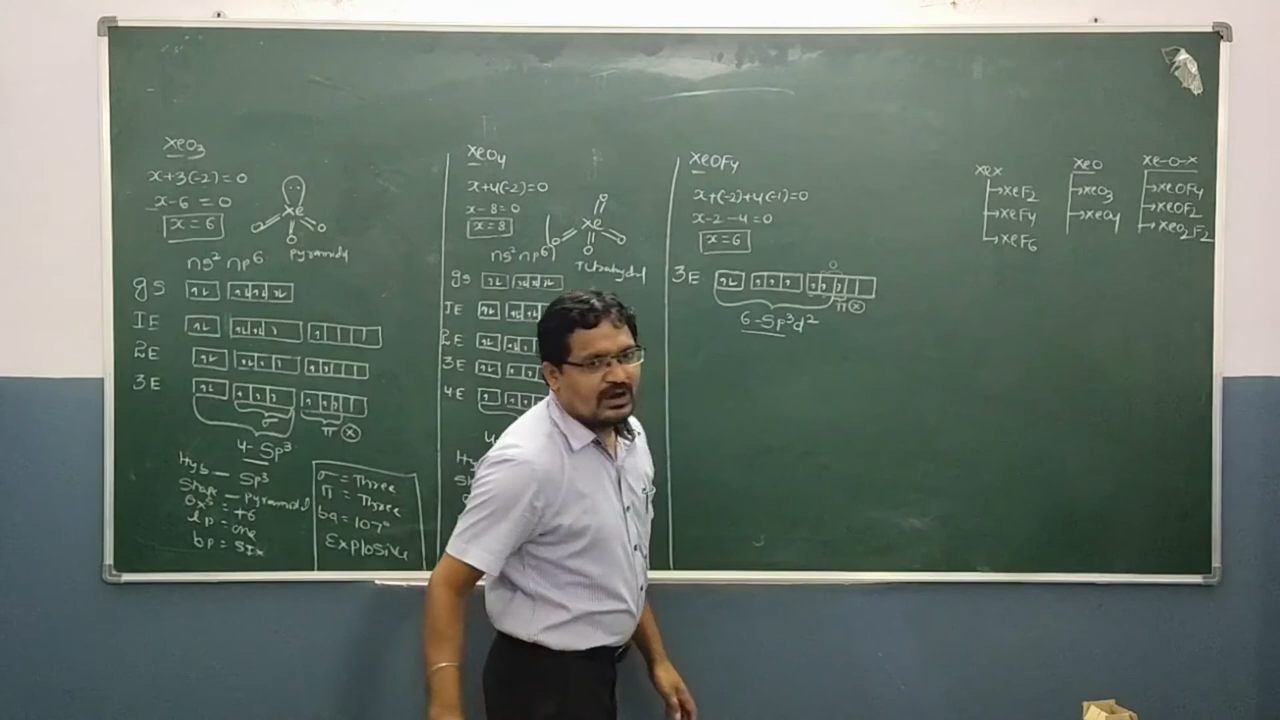 XeO3
x+3(-2)=0
x-6=0
x=6
Xe
O
O
O
Pyramidal
ns² np⁶
gs
IE
2E
3E
σ
π
4-Sp³
Hyb — Sp³
Shape — Pyramidal
Ox^s = +6
lp = one
bp = six
σ = Three
π = Three
ba = 107°
Explosive
XeO4
x+4(-2)=0
x-8=0
x=8
O
Xe
O
O
O
ns² np⁶
gs
IE
2E
3E
4E
XeOF4
x+(-2)+4(-1)=0
x-2-4=0
x=6
3E
π
6-Sp³d²
XeX
→XeF2
→XeF4
→XeF6
XeO
→XeO3
→XeO4
Xe-O-X
→XeOF4
→XeOF2
→XeO2F2